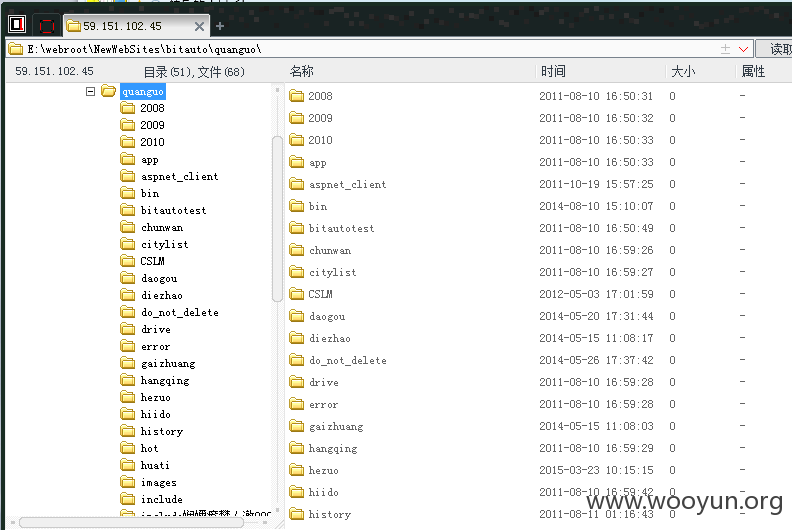 59.151.102.45
E:\webroot\NewWebSites\bitauto\quanguo\
读取
59.151.102.45 目录(51),文件(68)
quanguo
2008
2009
2010
app
aspnet_client
bin
bitautotest
chunwan
citylist
CSLM
daogou
diezhao
do_not_delete
drive
error
gaizhuang
hangqing
hezuo
hiido
history
hot
huati
images
include
名称 时间 大小 属性
2008 2011-08-10 16:50:31 0 -
2009 2011-08-10 16:50:32 0 -
2010 2011-08-10 16:50:33 0 -
app 2011-08-10 16:50:33 0 -
aspnet_client 2011-10-19 15:57:25 0 -
bin 2014-08-10 15:10:07 0 -
bitautotest 2011-08-10 16:50:49 0 -
chunwan 2011-08-10 16:59:26 0 -
citylist 2011-08-10 16:59:27 0 -
CSLM 2012-05-03 17:01:59 0 -
daogou 2014-05-20 17:31:44 0 -
diezhao 2014-05-15 11:08:17 0 -
do_not_delete 2014-05-26 17:37:42 0 -
drive 2011-08-10 16:59:28 0 -
error 2011-08-10 16:59:28 0 -
gaizhuang 2014-05-15 11:08:03 0 -
hangqing 2011-08-10 16:59:29 0 -
hezuo 2015-03-23 10:15:15 0 -
hiido 2011-08-10 16:59:42 0 -
history 2011-08-11 01:16:43 0 -
www.wooyun.org